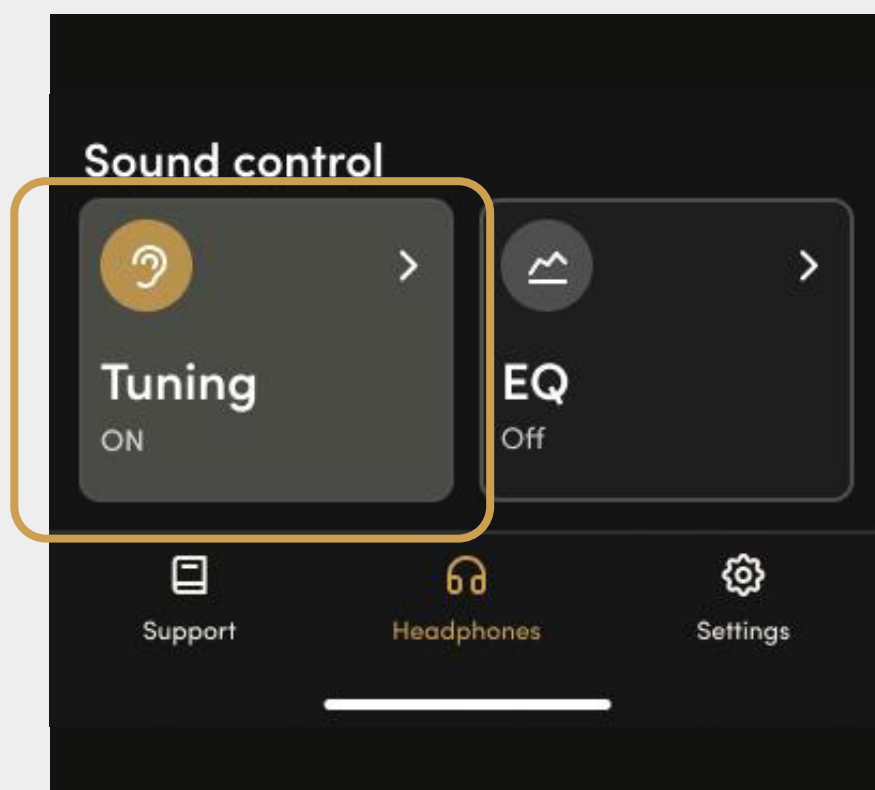 Sound control
Tuning
ON
EQ
Off
Support
Headphones
Settings